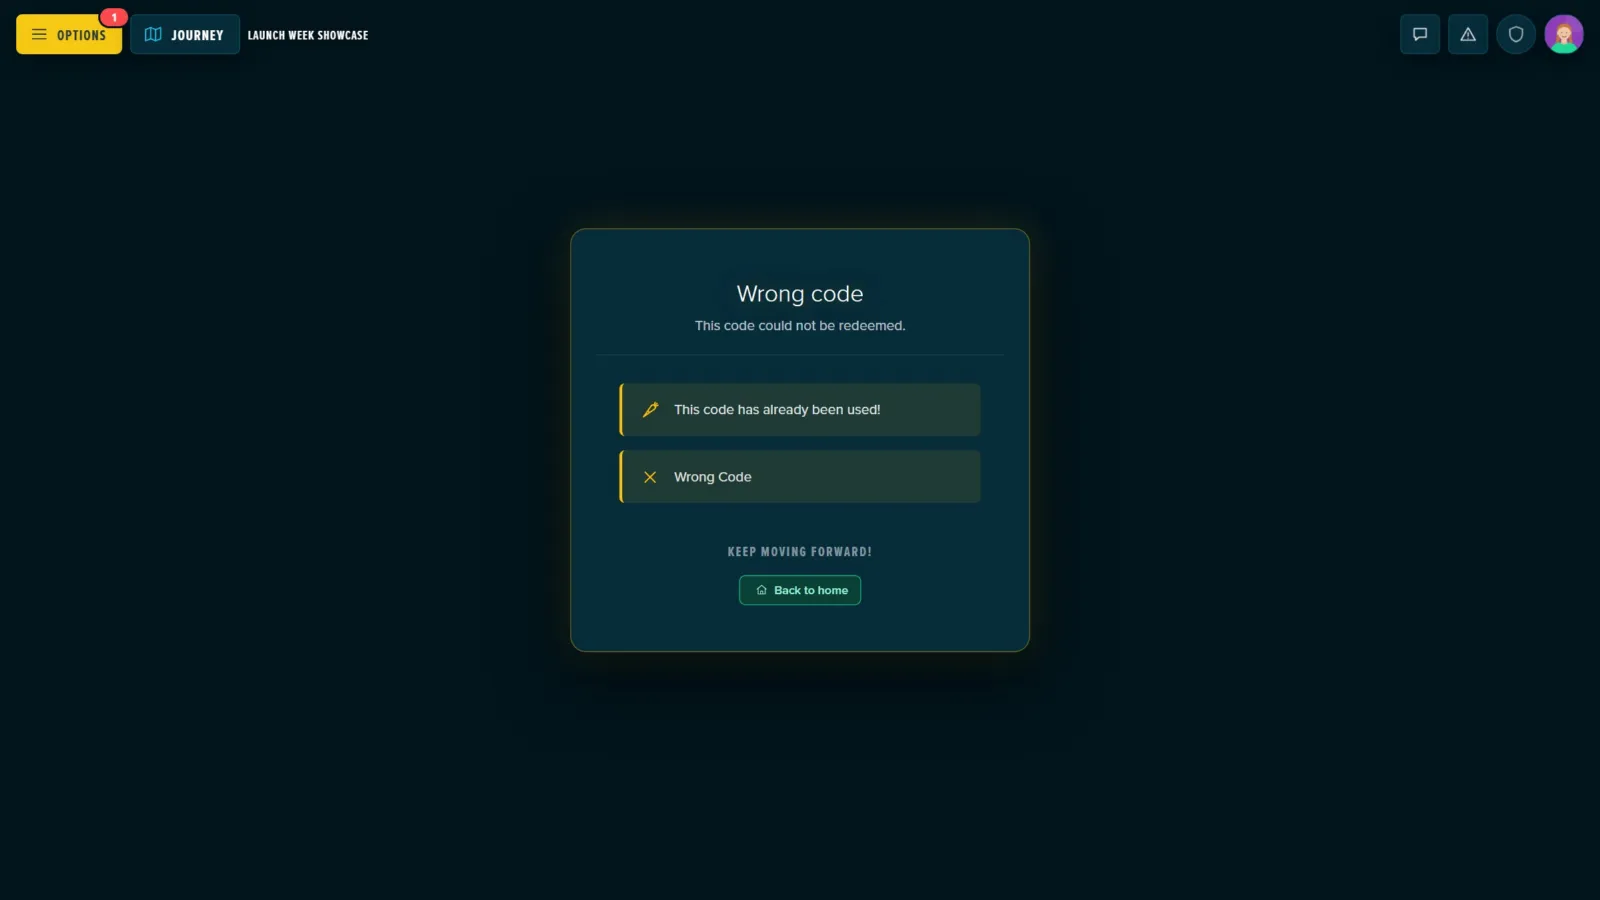 1
OPTIONS
JOURNEY
LAUNCH WEEK SHOWCASE
Wrong code
This code could not be redeemed.
This code has already been used!
Wrong Code
KEEP MOVING FORWARD!
Back to home